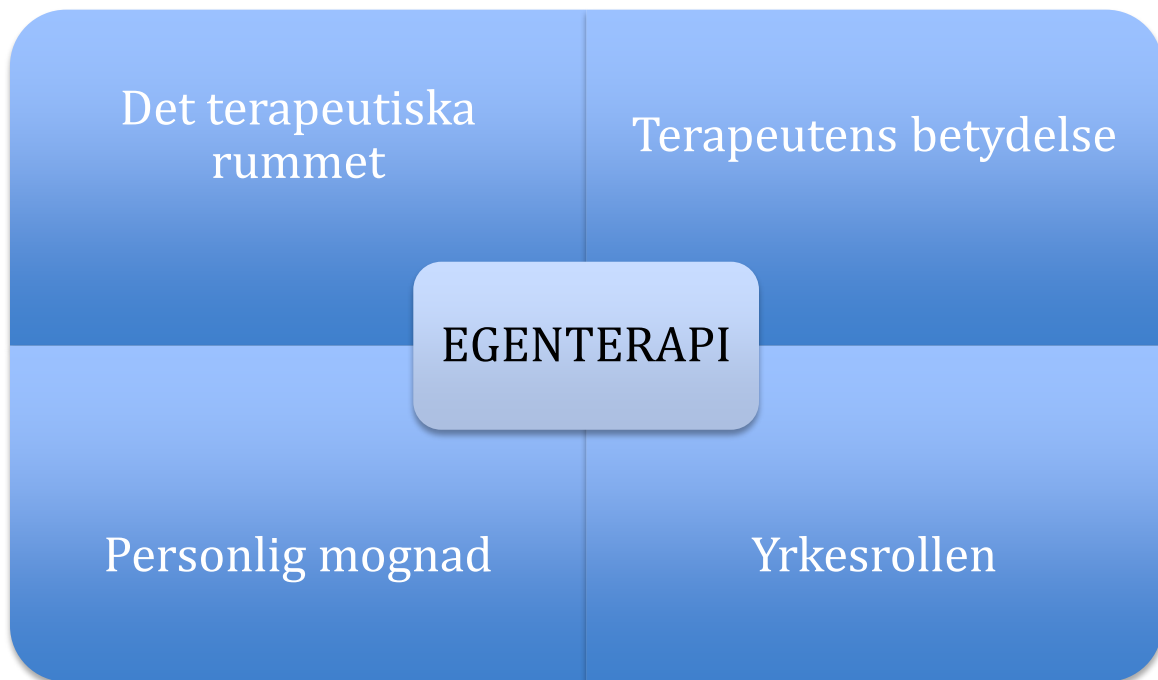 Det terapeutiska
rummet
Terapeutens betydelse
EGENTERAPI
Personlig mognad
Yrkesrollen